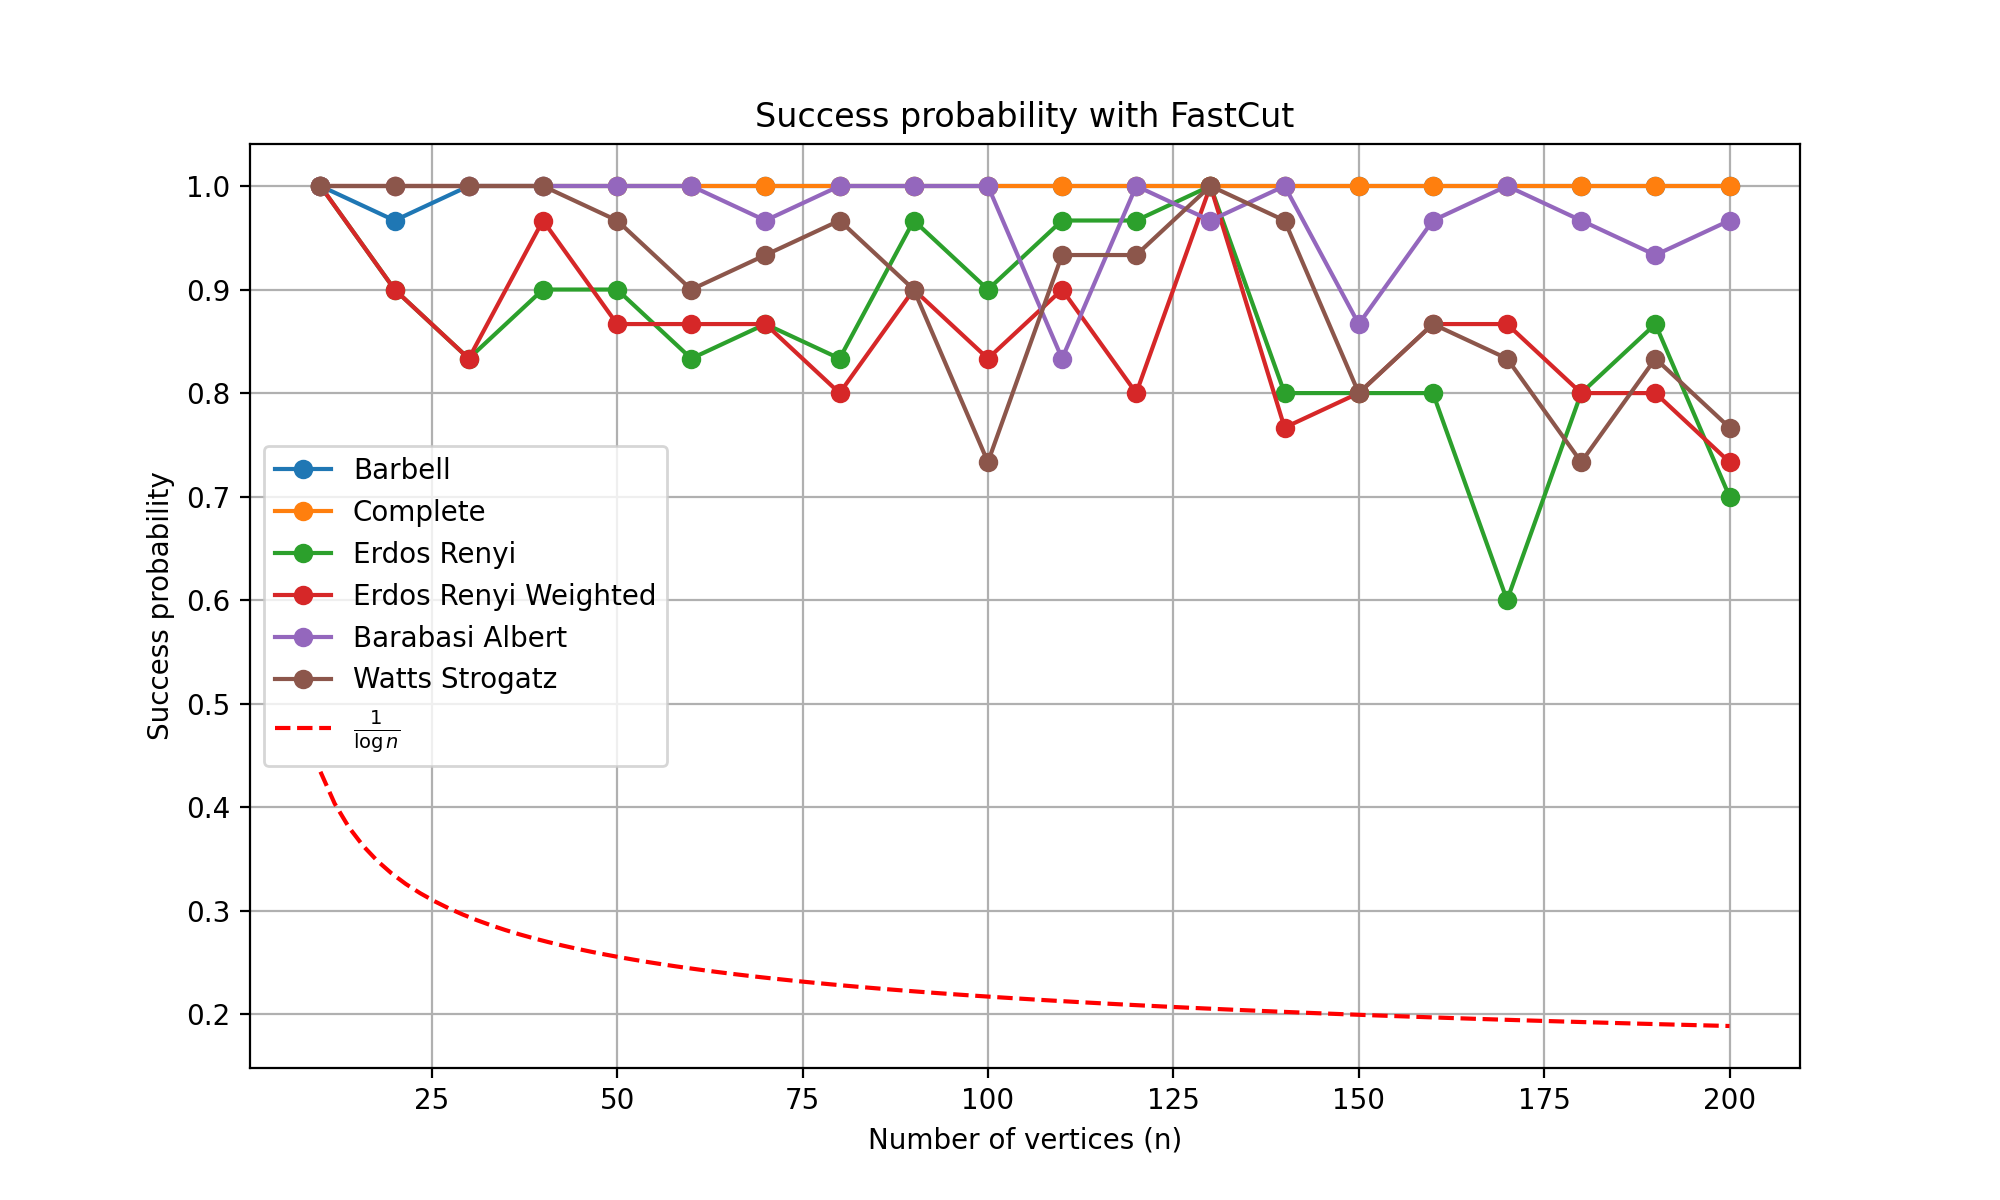 Success probability with FastCut
Success probability
1.0
0.9
0.8
0.7
0.6
0.5
0.4
0.3
0.2
Barbell
Complete
Erdos Renyi
Erdos Renyi Weighted
Barabasi Albert
Watts Strogatz
1/log n
25 50 75 100 125 150 175 200
Number of vertices (n)